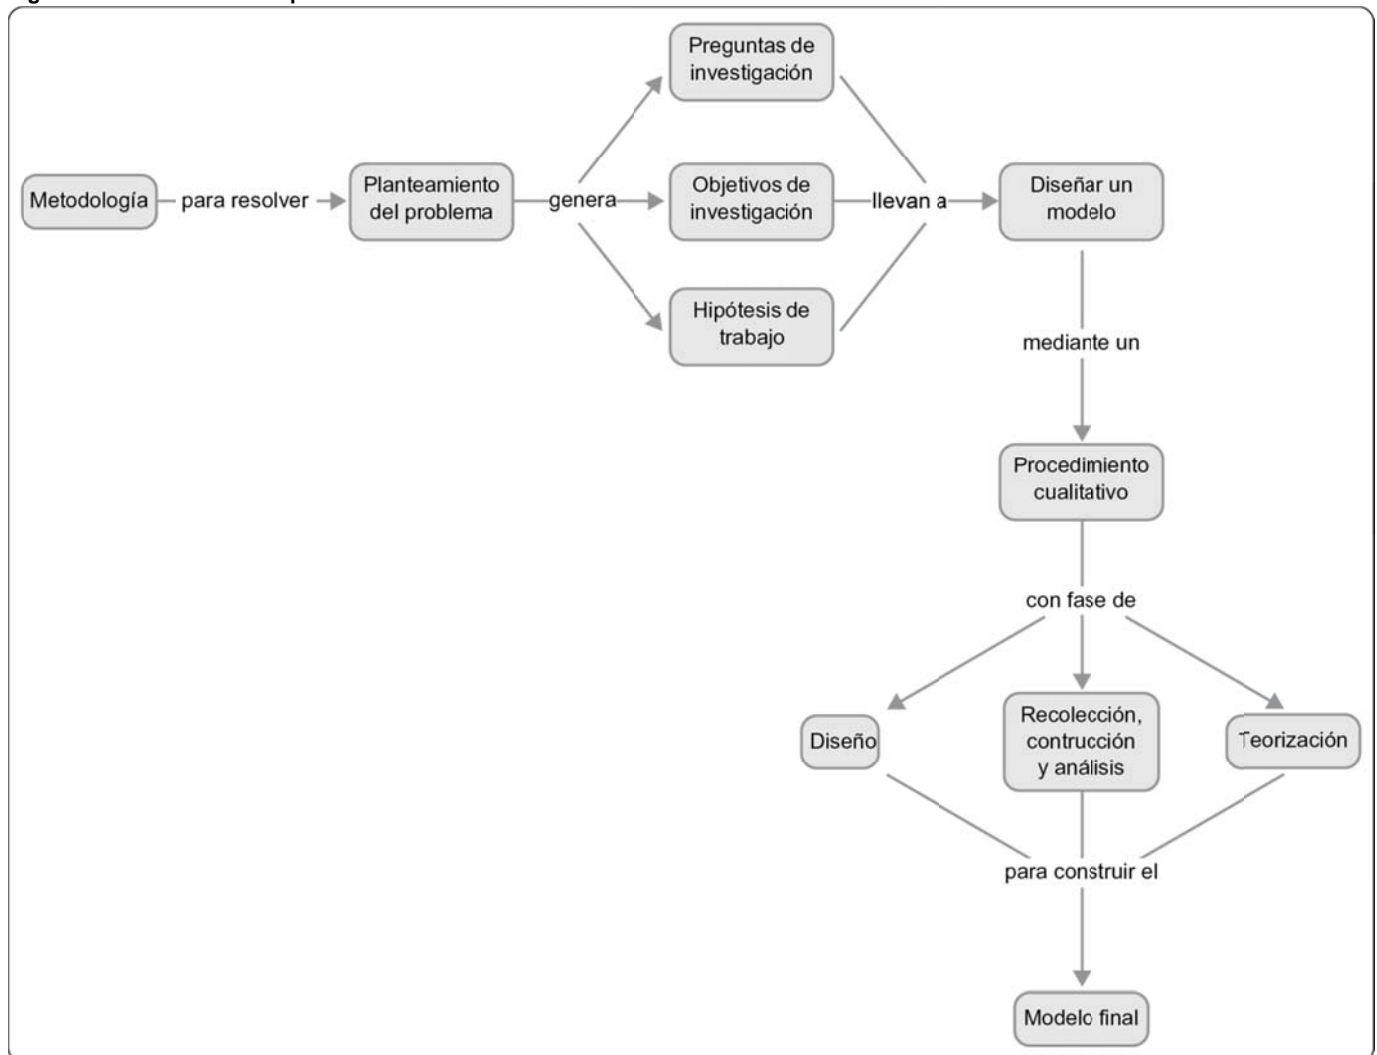 Preguntas de
investigación
Metodología
para resolver
Planteamiento
del problema
genera
Objetivos de
investigación
llevan a
Diseñar un
modelo
Hipótesis de
trabajo
mediante un
Procedimiento
cualitativo
con fase de
Diseño
Recolección,
contrucción
y análisis
Teorización
para construir el
Modelo final